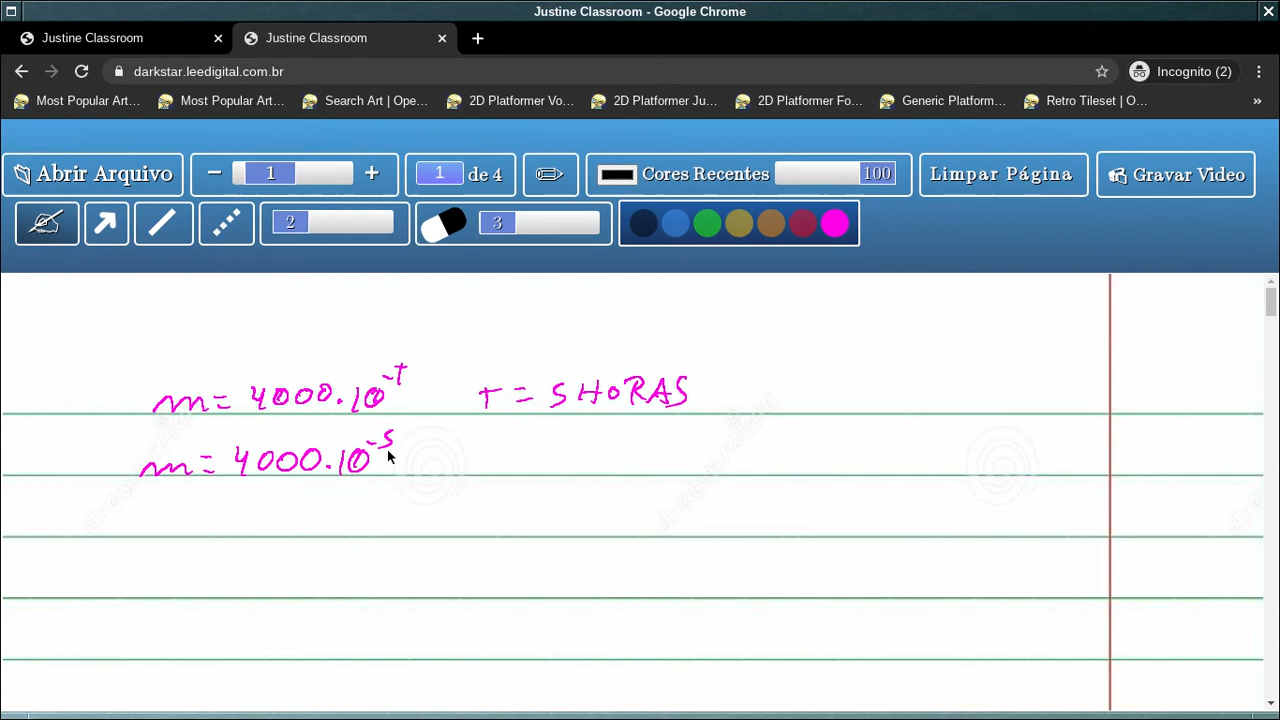 Justine Classroom - Google Chrome
Justine Classroom
Justine Classroom
darkstar.leedigital.com.br
Incognito (2)
Most Popular Art...
Most Popular Art...
Search Art | Ope...
2D Platformer Vo...
2D Platformer Ju...
2D Platformer Fo...
Generic Platform...
Retro Tileset | O...
Abrir Arquivo
− 1 +
1 de 4
Cores Recentes 100
Limpar Página
Gravar Video
2
3
m = 4000.10^-t t = 5 HORAS
m = 4000.10^-5